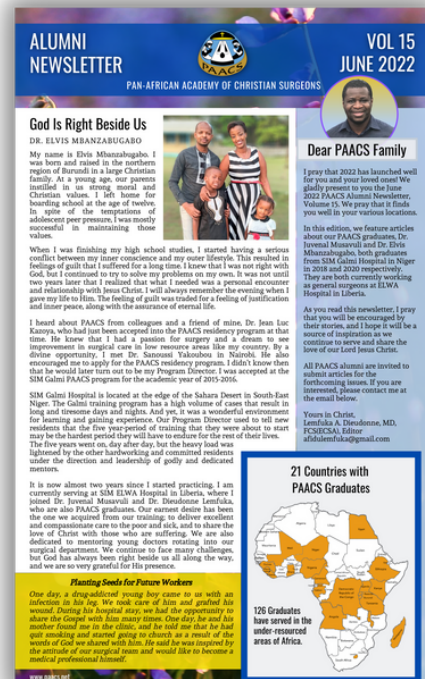 ALUMNI
NEWSLETTER
PAACS
VOL 15
JUNE 2022
PAN-AFRICAN ACADEMY OF CHRISTIAN SURGEONS
God Is Right Beside Us
DR. ELVIS MBANZABUGABO
My name is Elvis Mbanzabugabo. I
was born and raised in the northern
region of Burundi in a large Christian
family. At a young age, our parents
instilled in us strong moral and
Christian values. I left home for
boarding school at the age of twelve.
In spite of the temptations of
adolescent peer pressure, I was mostly
successful in maintaining those
values.
When I was finishing my high school studies, I started having a serious
conflict between my inner conscience and my outer lifestyle. This resulted in
feelings of guilt that I suffered for a long time. I knew that I was not right with
God, but I continued to try to solve my problems on my own. It was not until
two years later that I realized that what I needed was a personal encounter
and relationship with Jesus Christ. I will always remember the evening when I
gave my life to Him. The feeling of guilt was traded for a feeling of justification
and inner peace, along with the assurance of eternal life.
I heard about PAACS from colleagues and a friend of mine, Dr. Jean Luc
Kazoya, who had just been accepted into the PAACS residency program at that
time. He knew that I had a passion for surgery and a dream to see
improvement in surgical care in low resource areas like my country. By a
divine opportunity, I met Dr. Sanoussi Yakoubou in Nairobi. He also
encouraged me to apply for the PAACS residency program. I didn't know then
that he would later turn out to be my Program Director. I was accepted at the
SIM Galmi PAACS program for the academic year of 2015-2016.
SIM Galmi Hospital is located at the edge of the Sahara Desert in South-East
Niger. The Galmi training program has a high volume of cases that result in
long and tiresome days and nights. And yet, it was a wonderful environment
for learning and gaining experience. Our Program Director used to tell new
residents that the five year-period of training that they were about to start
may be the hardest period they will have to endure for the rest of their lives.
The five years went on, day after day, but the heavy load was
lightened by the other hardworking and committed residents
under the direction and leadership of godly and dedicated
mentors.
It is now almost two years since I started practicing. I am
currently serving at SIM ELWA Hospital in Liberia, where I
joined Dr. Juvenal Musavuli and Dr. Dieudonne Lemfuka,
who are also PAACS graduates. Our earnest desire has been
the one we acquired from our training; to deliver excellent
and compassionate care to the poor and sick, and to share the
love of Christ with those who are suffering. We are also
dedicated to mentoring young doctors rotating into our
surgical department. We continue to face many challenges,
but God has always been right beside us all along the way,
and we are so very grateful for His presence.
Planting Seeds for Future Workers
One day, a drug-addicted young boy came to us with an
infection in his leg. We took care of him and grafted his
wound. During his hospital stay, we had the opportunity to
share the Gospel with him many times. One day, he and his
mother found me in the clinic, and he told me that he had
quit smoking and started going to church as a result of the
words of God we shared with him. He said he was inspired by
the attitude of our surgical team and would like to become a
medical professional himself.
www.paacs.net
Dear PAACS Family
I pray that 2022 has launched well
for you and your loved ones! We
gladly present to you the June
2022 PAACS Alumni Newsletter,
Volume 15. We pray that it finds
you well in your various locations.
In this edition, we feature articles
about our PAACS graduates, Dr.
Juvenal Musavuli and Dr. Elvis
Mbanzabugabo, both graduates
from SIM Galmi Hospital in Niger
in 2018 and 2020 respectively.
They are both currently working
as general surgeons at ELWA
Hospital in Liberia.
As you read this newsletter, I pray
that you will be encouraged by
their stories, and I hope it will be a
source of inspiration as we
continue to serve and share the
love of our Lord Jesus Christ.
All PAACS alumni are invited to
submit articles for the
forthcoming issues. If you are
interested, please contact me at
the email below.
Yours in Christ,
Lemfuka A. Dieudonne, MD,
FCS(ECSA), Editor
afidulemfuka@gmail.com
21 Countries with
PAACS Graduates
126 Graduates
have served in the
under-resourced
areas of Africa.